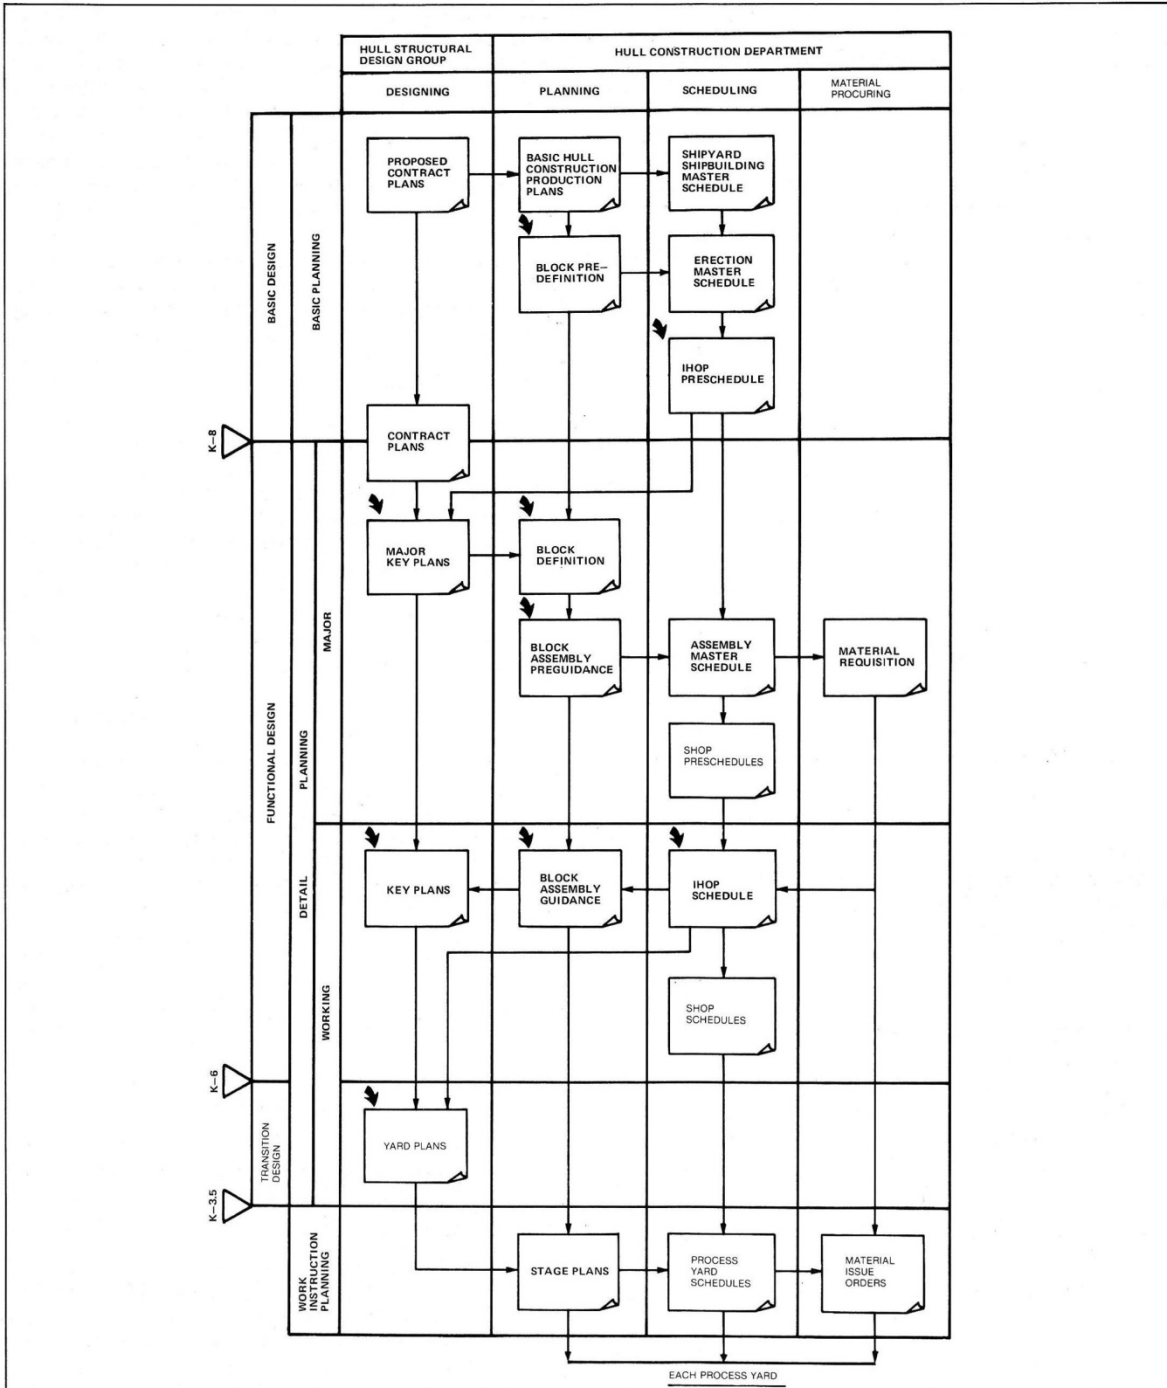 HULL STRUCTURAL
DESIGN GROUP
HULL CONSTRUCTION DEPARTMENT
DESIGNING
PLANNING
SCHEDULING
MATERIAL
PROCURING
BASIC DESIGN
BASIC PLANNING
PROPOSED
CONTRACT
PLANS
BASIC HULL
CONSTRUCTION
PRODUCTION
PLANS
SHIPYARD
SHIPBUILDING
MASTER
SCHEDULE
BLOCK PRE–
DEFINITION
ERECTION
MASTER
SCHEDULE
IHOP
PRESCHEDULE
K–8
CONTRACT
PLANS
FUNCTIONAL DESIGN
DETAIL
PLANNING
MAJOR
MAJOR
KEY PLANS
BLOCK
DEFINITION
BLOCK
ASSEMBLY
PREGUIDANCE
ASSEMBLY
MASTER
SCHEDULE
MATERIAL
REQUISITION
SHOP
PRESCHEDULES
WORKING
KEY PLANS
BLOCK
ASSEMBLY
GUIDANCE
IHOP
SCHEDULE
SHOP
SCHEDULES
K–6
TRANSITION
DESIGN
YARD PLANS
K–3.5
WORK
INSTRUCTION
PLANNING
STAGE PLANS
PROCESS
YARD
SCHEDULES
MATERIAL
ISSUE
ORDERS
EACH PROCESS YARD